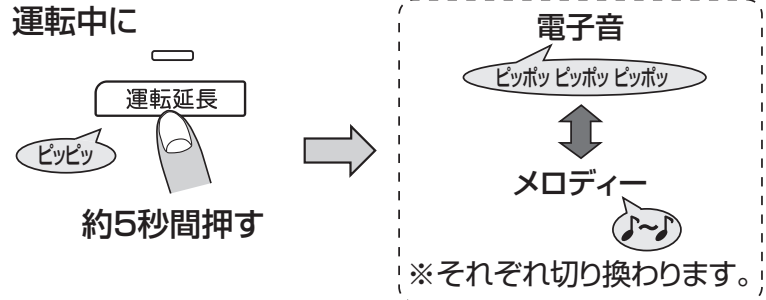 運転中に
運転延長
ピッピッ
約5秒間押す
電子音
ピッポッ ピッポッ ピッポッ
メロディー
♪〜♪
※それぞれ切り換わります。